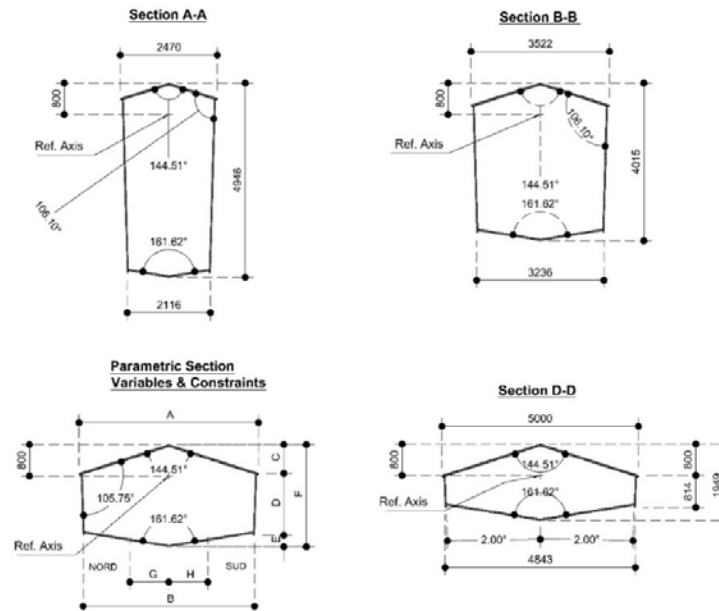 Section A-A
2470
800
Ref. Axis
144.51°
106.10°
4946
161.62°
2116
Section B-B
3522
800
Ref. Axis
106.10°
4015
144.51°
161.62°
3236
Parametric Section
Variables & Constraints
A
800
144.51°
C
105.75°
D
F
161.62°
Ref. Axis
E
NORD
SUD
G
H
B
Section D-D
5000
800
144.51°
800
1949
161.62°
814
Ref. Axis
2.00°
2.00°
4843